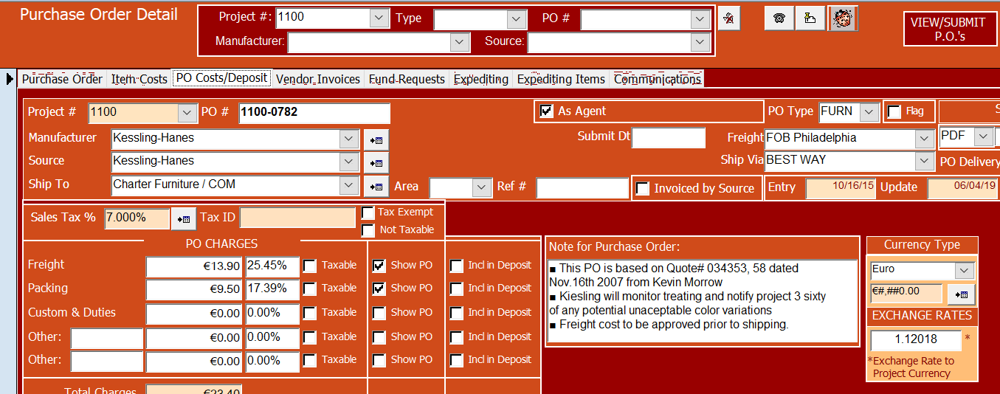 Purchase Order Detail
Project #: 1100 Type PO #
Manufacturer: Source:
VIEW/SUBMIT
P.O.'s
Purchase Order Item Costs PO Costs/Deposit Vendor Invoices Fund-Requests Expediting Expediting Items Communications
Project # 1100 PO # 1100-0782 As Agent PO Type FURN Flag S
Manufacturer Kessling-Hanes Submit Dt Freight FOB Philadelphia PDF
Source Kessling-Hanes Ship Via BEST WAY PO Delivery
Ship To Charter Furniture / COM Area Ref # Invoiced by Source Entry 10/16/15 Update 06/04/19
Sales Tax % 7.000% Tax ID Tax Exempt
Not Taxable
PO CHARGES
Freight €13.90 25.45% Taxable Show PO Incl in Deposit
Packing €9.50 17.39% Taxable Show PO Incl in Deposit
Custom & Duties €0.00 0.00% Taxable Show PO Incl in Deposit
Other: €0.00 0.00% Taxable Show PO Incl in Deposit
Other: €0.00 0.00% Taxable Show PO Incl in Deposit
Total Charges €23.40
Note for Purchase Order:
■ This PO is based on Quote# 034353, 58 dated
Nov.16th 2007 from Kevin Morrow
■ Kiesling will monitor treating and notify project 3 sixty
of any potential unaceptable color variations
■ Freight cost to be approved prior to shipping.
Currency Type
Euro
€#,##0.00
EXCHANGE RATES
1.12018 *
*Exchange Rate to
Project Currency